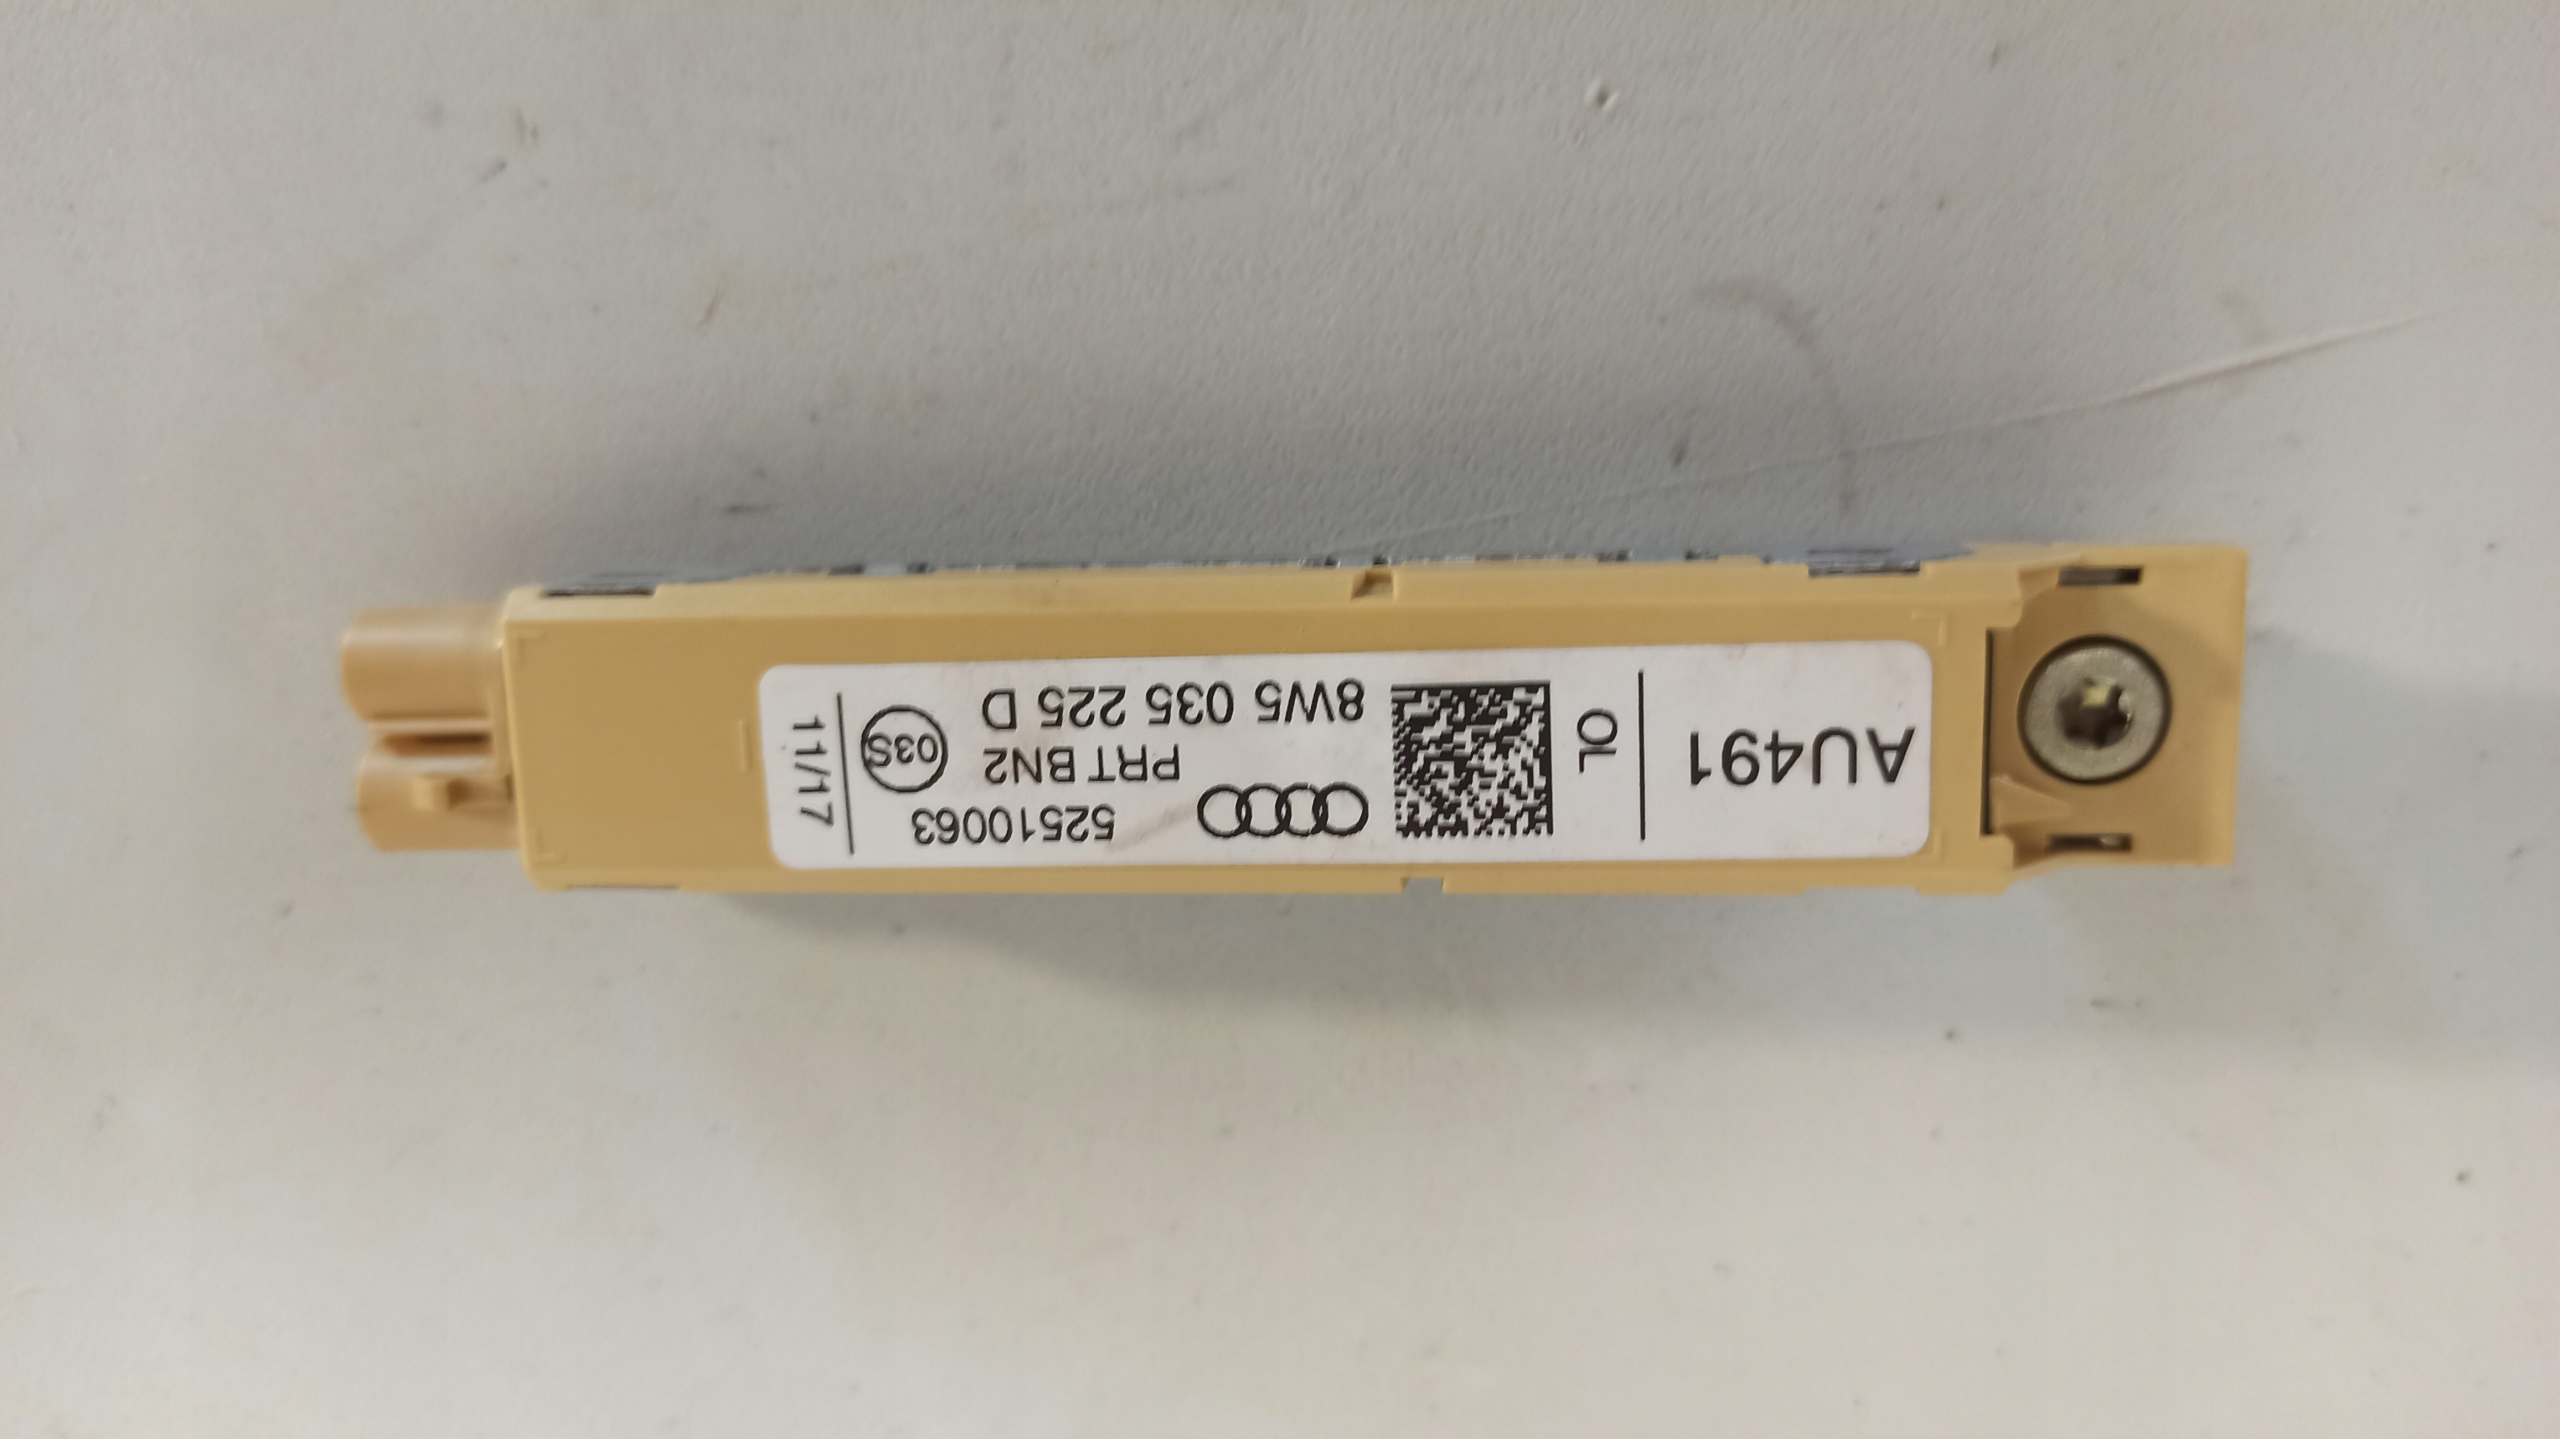 AU491
OL
52510063
PRT BN2
8W5 035 225 D
03S
11/17